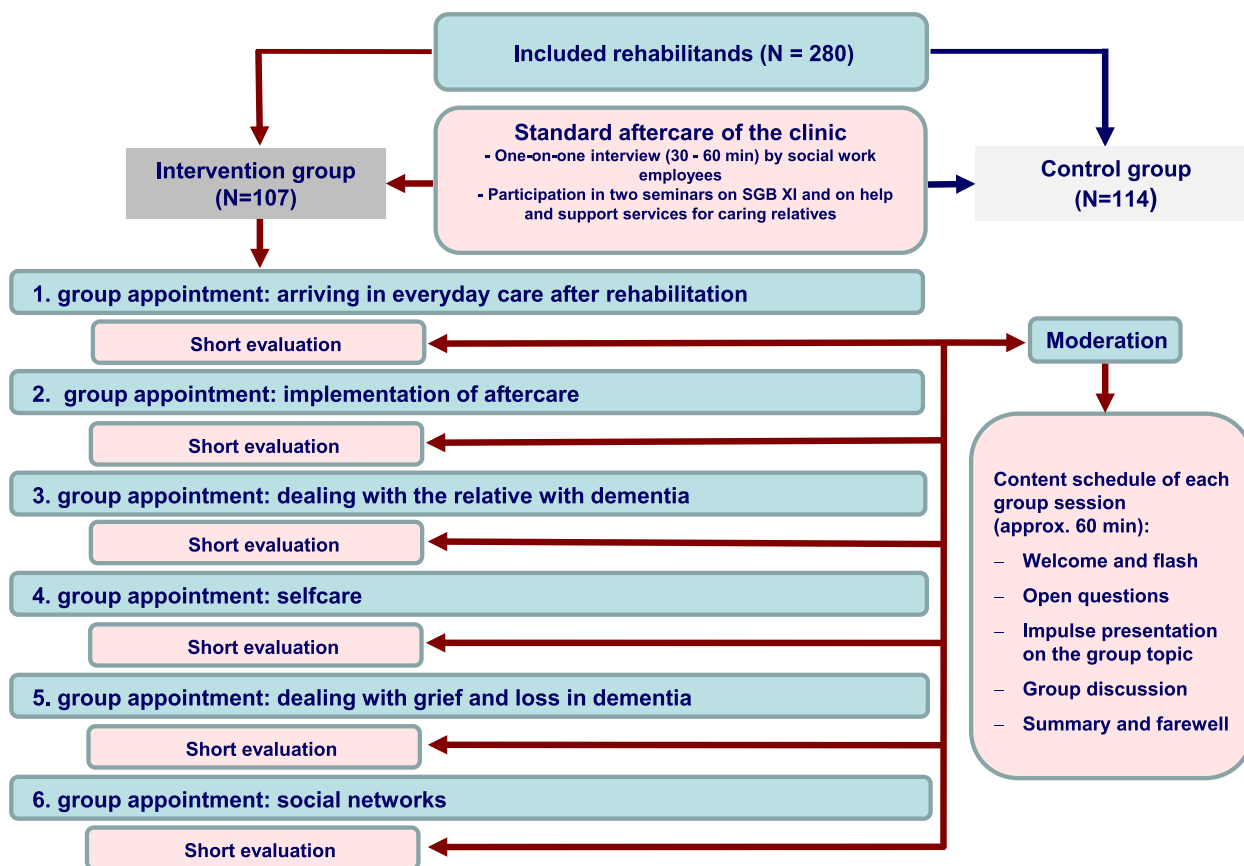 Included rehabilitands (N = 280)
Standard aftercare of the clinic
- One-on-one interview (30 - 60 min) by social work
employees
- Participation in two seminars on SGB XI and on help
and support services for caring relatives
Intervention group
(N=107)
Control group
(N=114)
1. group appointment: arriving in everyday care after rehabilitation
Short evaluation
Moderation
2. group appointment: implementation of aftercare
Short evaluation
3. group appointment: dealing with the relative with dementia
Short evaluation
4. group appointment: selfcare
Short evaluation
5. group appointment: dealing with grief and loss in dementia
Short evaluation
6. group appointment: social networks
Short evaluation
Content schedule of each
group session
(approx. 60 min):
– Welcome and flash
– Open questions
– Impulse presentation
on the group topic
– Group discussion
– Summary and farewell